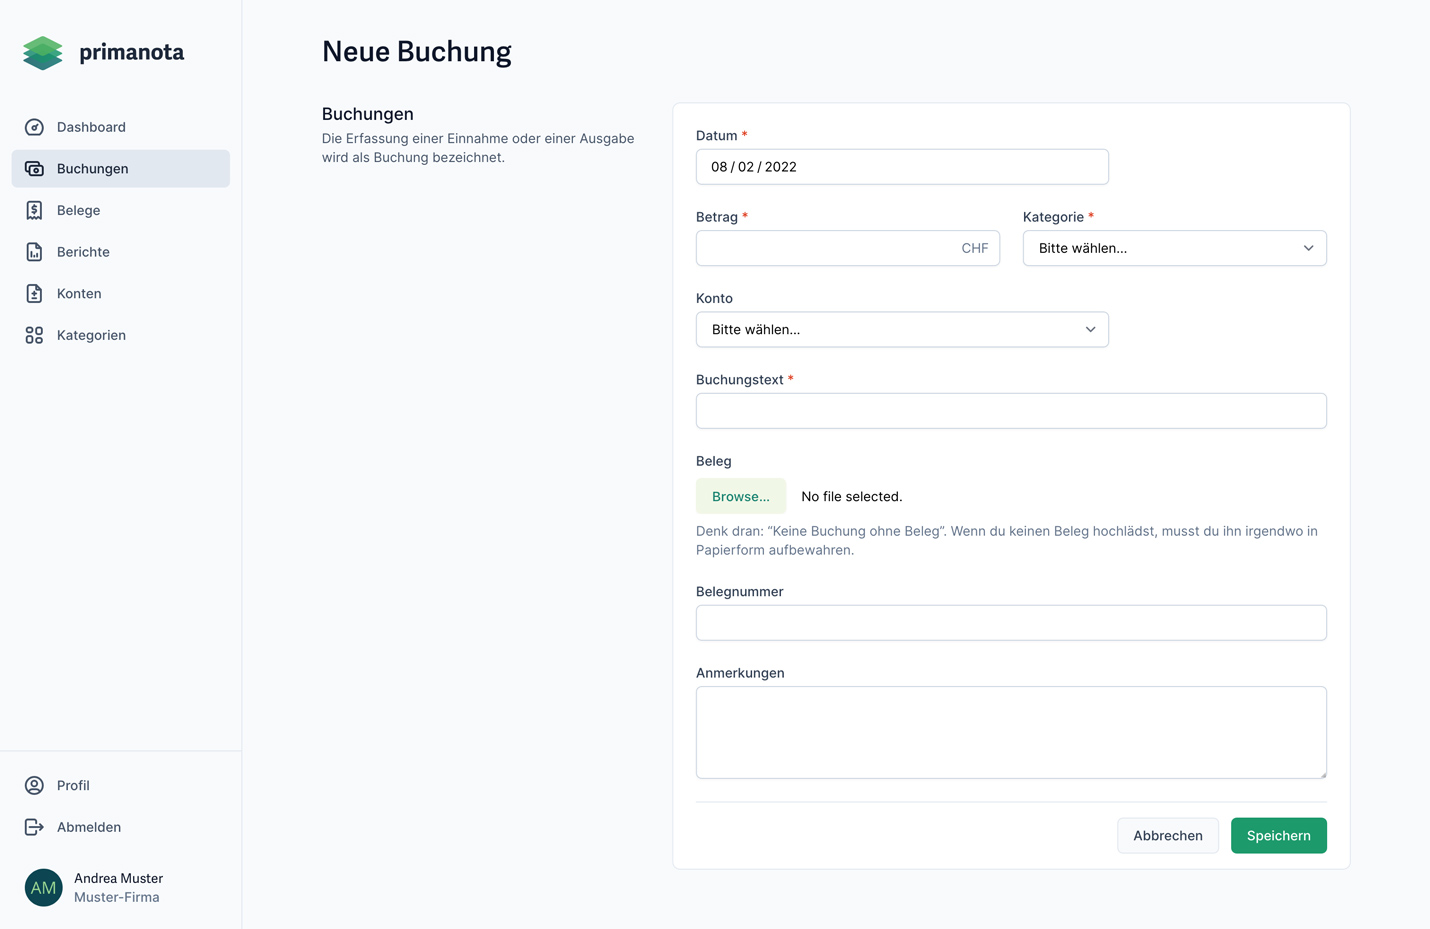 primanota
Dashboard
Buchungen
Belege
Berichte
Konten
Kategorien
Profil
Abmelden
AM
Andrea Muster
Muster-Firma
Neue Buchung
Buchungen
Die Erfassung einer Einnahme oder einer Ausgabe
wird als Buchung bezeichnet.
Datum *
08 / 02 / 2022
Betrag *
CHF
Kategorie *
Bitte wählen...
Konto
Bitte wählen...
Buchungstext *
Beleg
Browse... No file selected.
Denk dran: “Keine Buchung ohne Beleg”. Wenn du keinen Beleg hochlädst, musst du ihn irgendwo in
Papierform aufbewahren.
Belegnummer
Anmerkungen
Abbrechen
Speichern